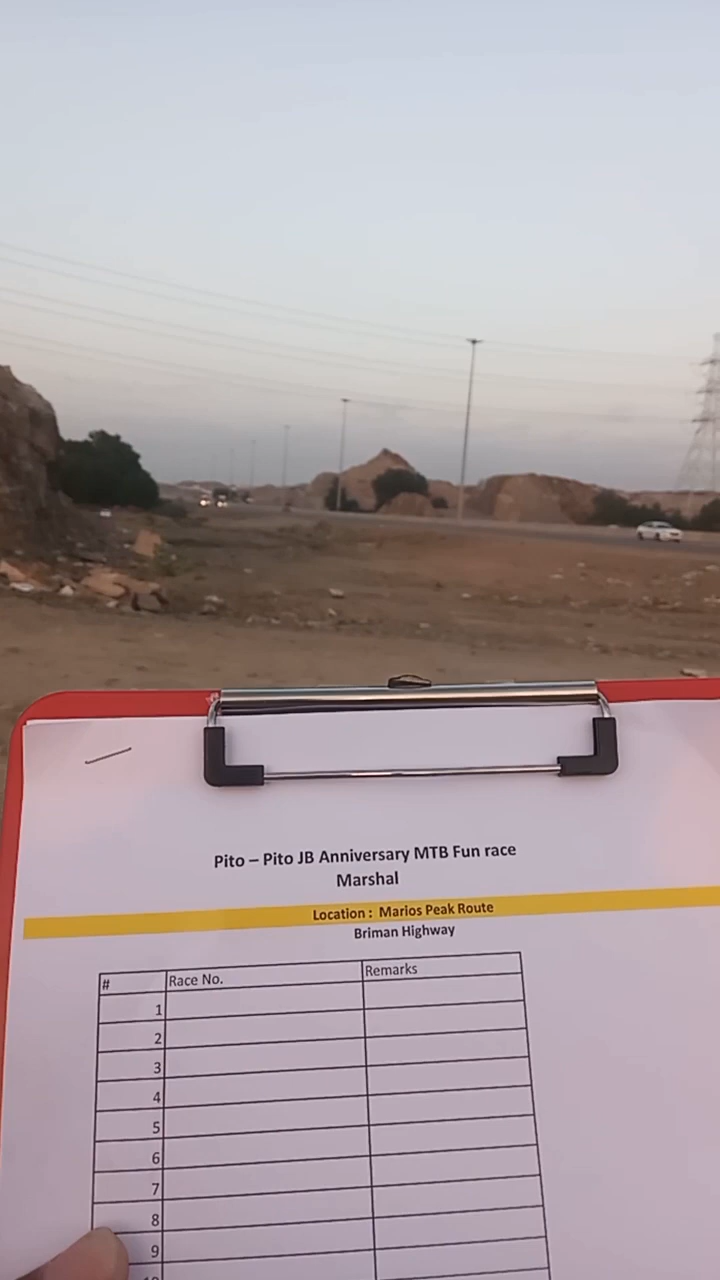 Pito – Pito JB Anniversary MTB Fun race
Marshal
Location : Marios Peak Route
Briman Highway
# Race No. Remarks
1
2
3
4
5
6
7
8
9
10